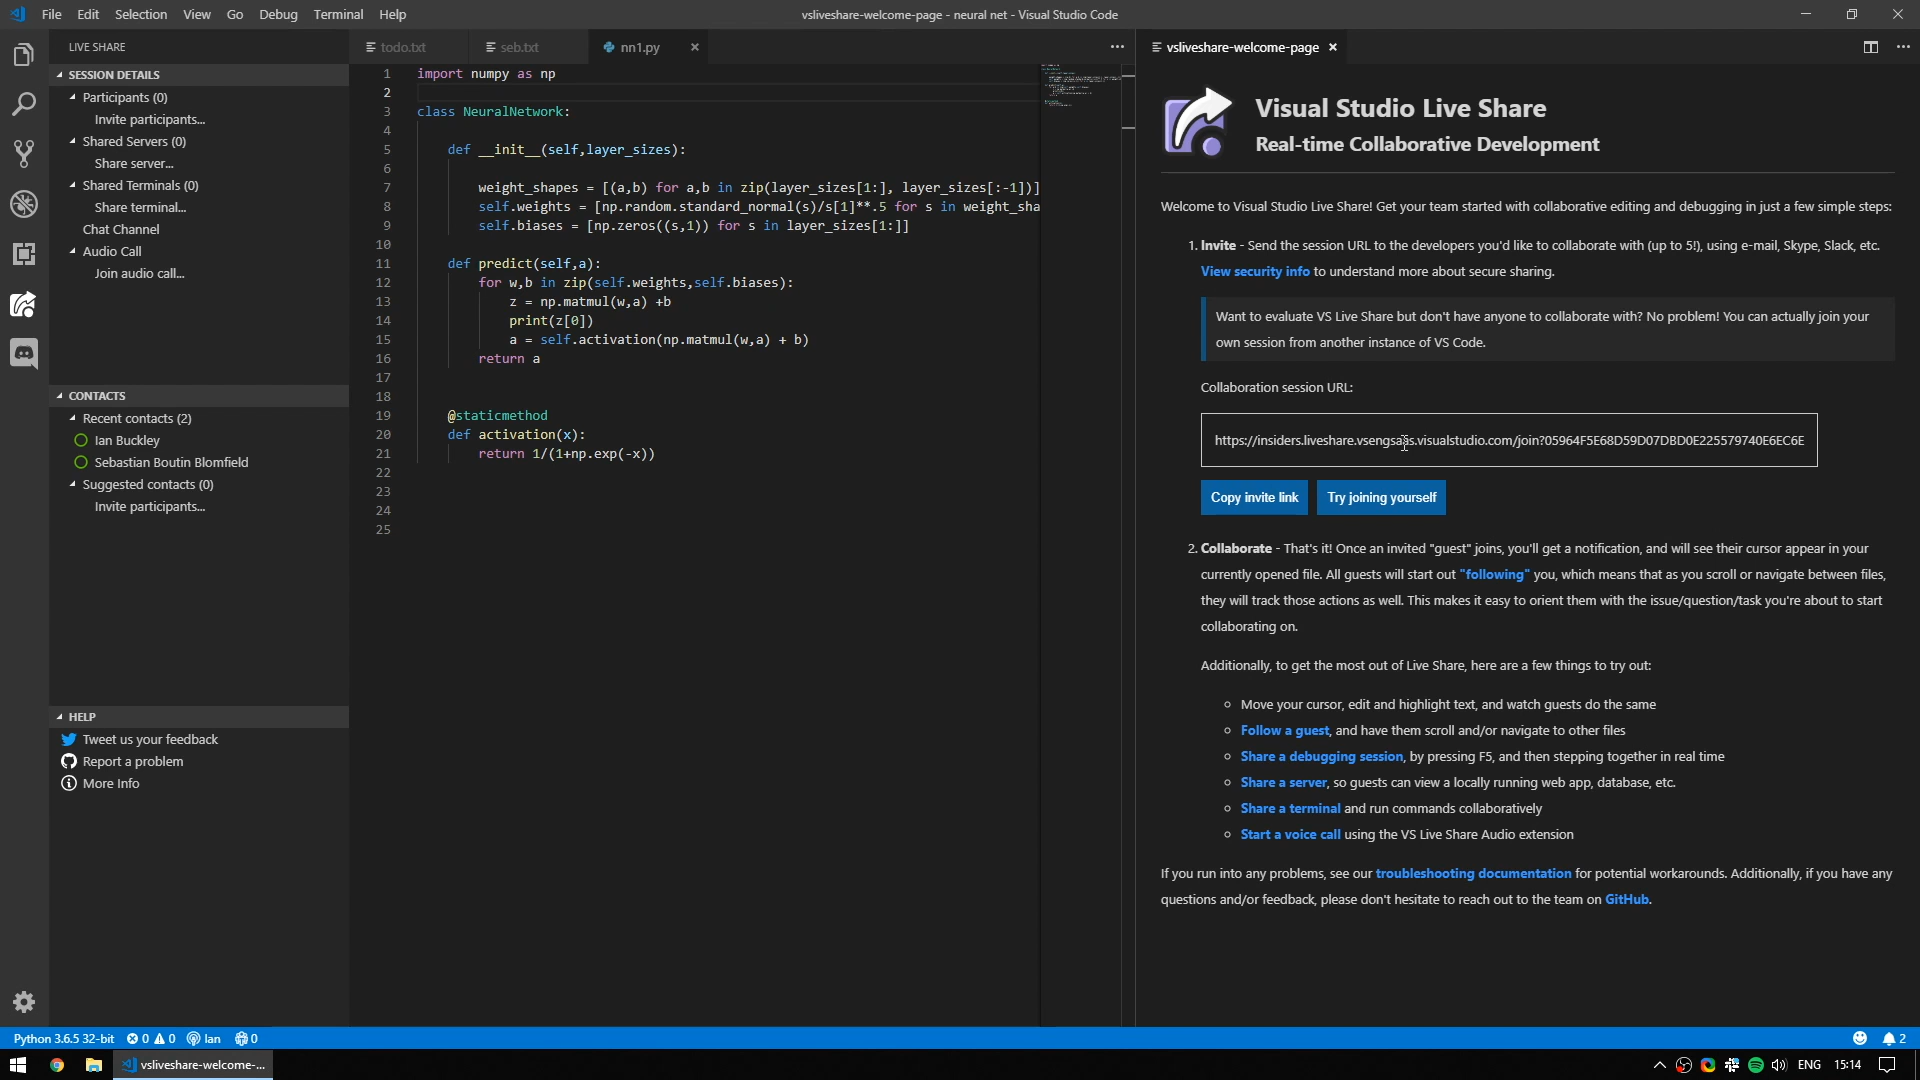 File Edit Selection View Go Debug Terminal Help
vsliveshare-welcome-page - neural net - Visual Studio Code
LIVE SHARE
SESSION DETAILS
Participants (0)
Invite participants...
Shared Servers (0)
Share server...
Shared Terminals (0)
Share terminal...
Chat Channel
Audio Call
Join audio call...
CONTACTS
Recent contacts (2)
Ian Buckley
Sebastian Boutin Blomfield
Suggested contacts (0)
Invite participants...
HELP
Tweet us your feedback
Report a problem
More Info
todo.txt
seb.txt
nn1.py
1 import numpy as np
2
3 class NeuralNetwork:
4
5 def __init__(self,layer_sizes):
6
7 weight_shapes = [(a,b) for a,b in zip(layer_sizes[1:], layer_sizes[:-1])]
8 self.weights = [np.random.standard_normal(s)/s[1]**.5 for s in weight_sha
9 self.biases = [np.zeros((s,1)) for s in layer_sizes[1:]]
10
11 def predict(self,a):
12 for w,b in zip(self.weights,self.biases):
13 z = np.matmul(w,a) +b
14 print(z[0])
15 a = self.activation(np.matmul(w,a) + b)
16 return a
17
18
19 @staticmethod
20 def activation(x):
21 return 1/(1+np.exp(-x))
22
23
24
25
vsliveshare-welcome-page
Visual Studio Live Share
Real-time Collaborative Development
Welcome to Visual Studio Live Share! Get your team started with collaborative editing and debugging in just a few simple steps:
1. Invite - Send the session URL to the developers you'd like to collaborate with (up to 5!), using e-mail, Skype, Slack, etc.
View security info to understand more about secure sharing.
Want to evaluate VS Live Share but don't have anyone to collaborate with? No problem! You can actually join your
own session from another instance of VS Code.
Collaboration session URL:
https://insiders.liveshare.vsengsaas.visualstudio.com/join?05964F5E68D59D07DBD0E225579740E6EC6E
Copy invite link
Try joining yourself
2. Collaborate - That's it! Once an invited "guest" joins, you'll get a notification, and will see their cursor appear in your
currently opened file. All guests will start out "following" you, which means that as you scroll or navigate between files,
they will track those actions as well. This makes it easy to orient them with the issue/question/task you're about to start
collaborating on.
Additionally, to get the most out of Live Share, here are a few things to try out:
Move your cursor, edit and highlight text, and watch guests do the same
Follow a guest, and have them scroll and/or navigate to other files
Share a debugging session, by pressing F5, and then stepping together in real time
Share a server, so guests can view a locally running web app, database, etc.
Share a terminal and run commands collaboratively
Start a voice call using the VS Live Share Audio extension
If you run into any problems, see our troubleshooting documentation for potential workarounds. Additionally, if you have any
questions and/or feedback, please don't hesitate to reach out to the team on GitHub.
Python 3.6.5 32-bit 0 0 Ian 0
2
vsliveshare-welcome-...
ENG 15:14